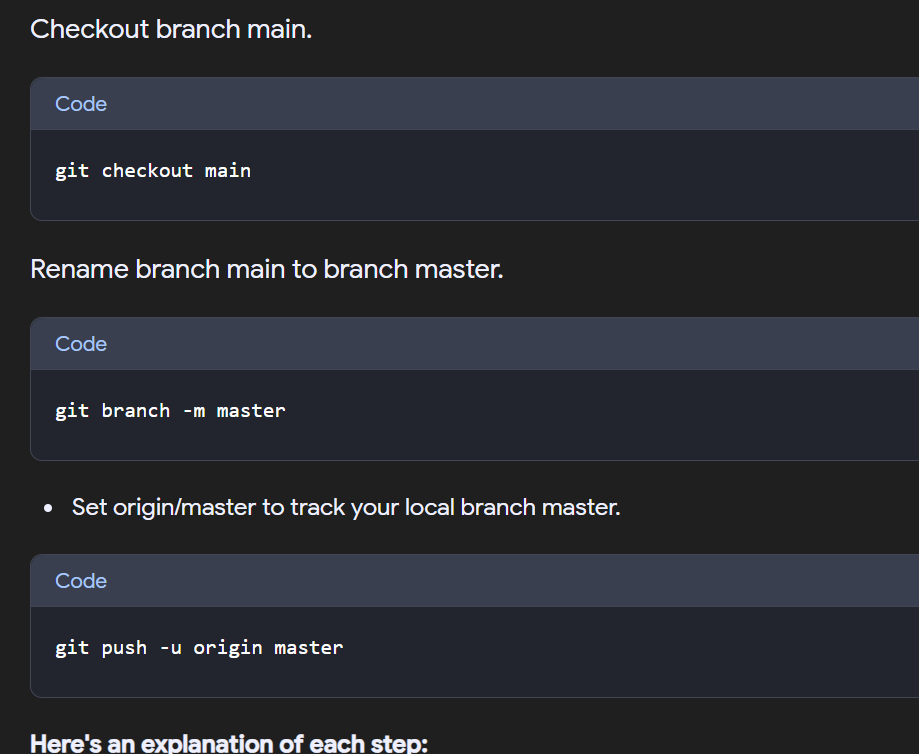 Checkout branch main.
Code
git checkout main
Rename branch main to branch master.
Code
git branch -m master
• Set origin/master to track your local branch master.
Code
git push -u origin master
Here's an explanation of each step: